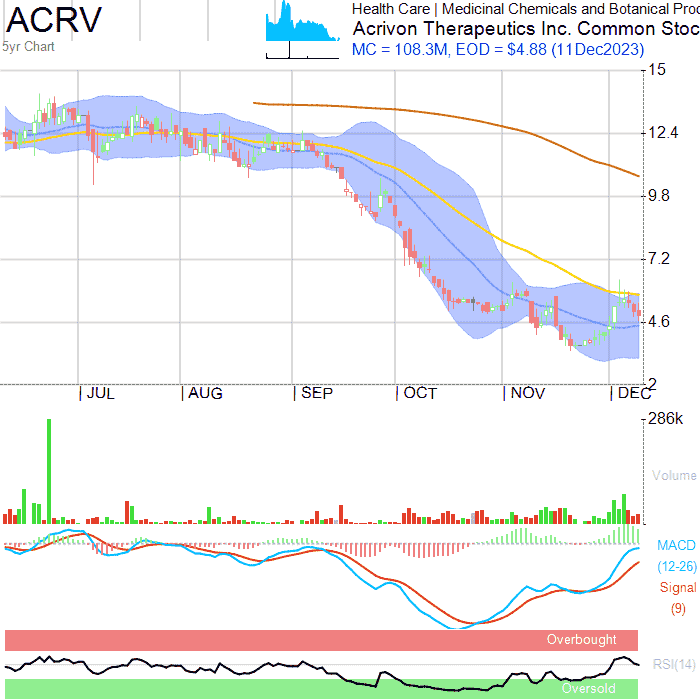 ACRV
5yr Chart
Health Care | Medicinal Chemicals and Botanical Pro
Acrivon Therapeutics Inc. Common Stoc
MC = 108.3M, EOD = $4.88 (11Dec2023)
15
12.4
9.8
7.2
4.6
2
JUL
AUG
SEP
OCT
NOV
DEC
286k
Volume
MACD
(12-26)
Signal
(9)
Overbought
RSI(14)
Oversold